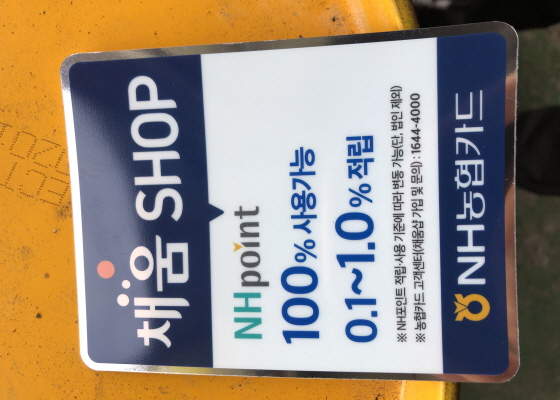 채움 SHOP
NHpoint
100% 사용가능
0.1~1.0% 적립
※ NH포인트 적립·사용 기준에 따라 변동 가능(단, 법인 제외)
※ 농협카드 고객센터(채움샵 가입 및 문의) : 1644-4000
NH농협카드